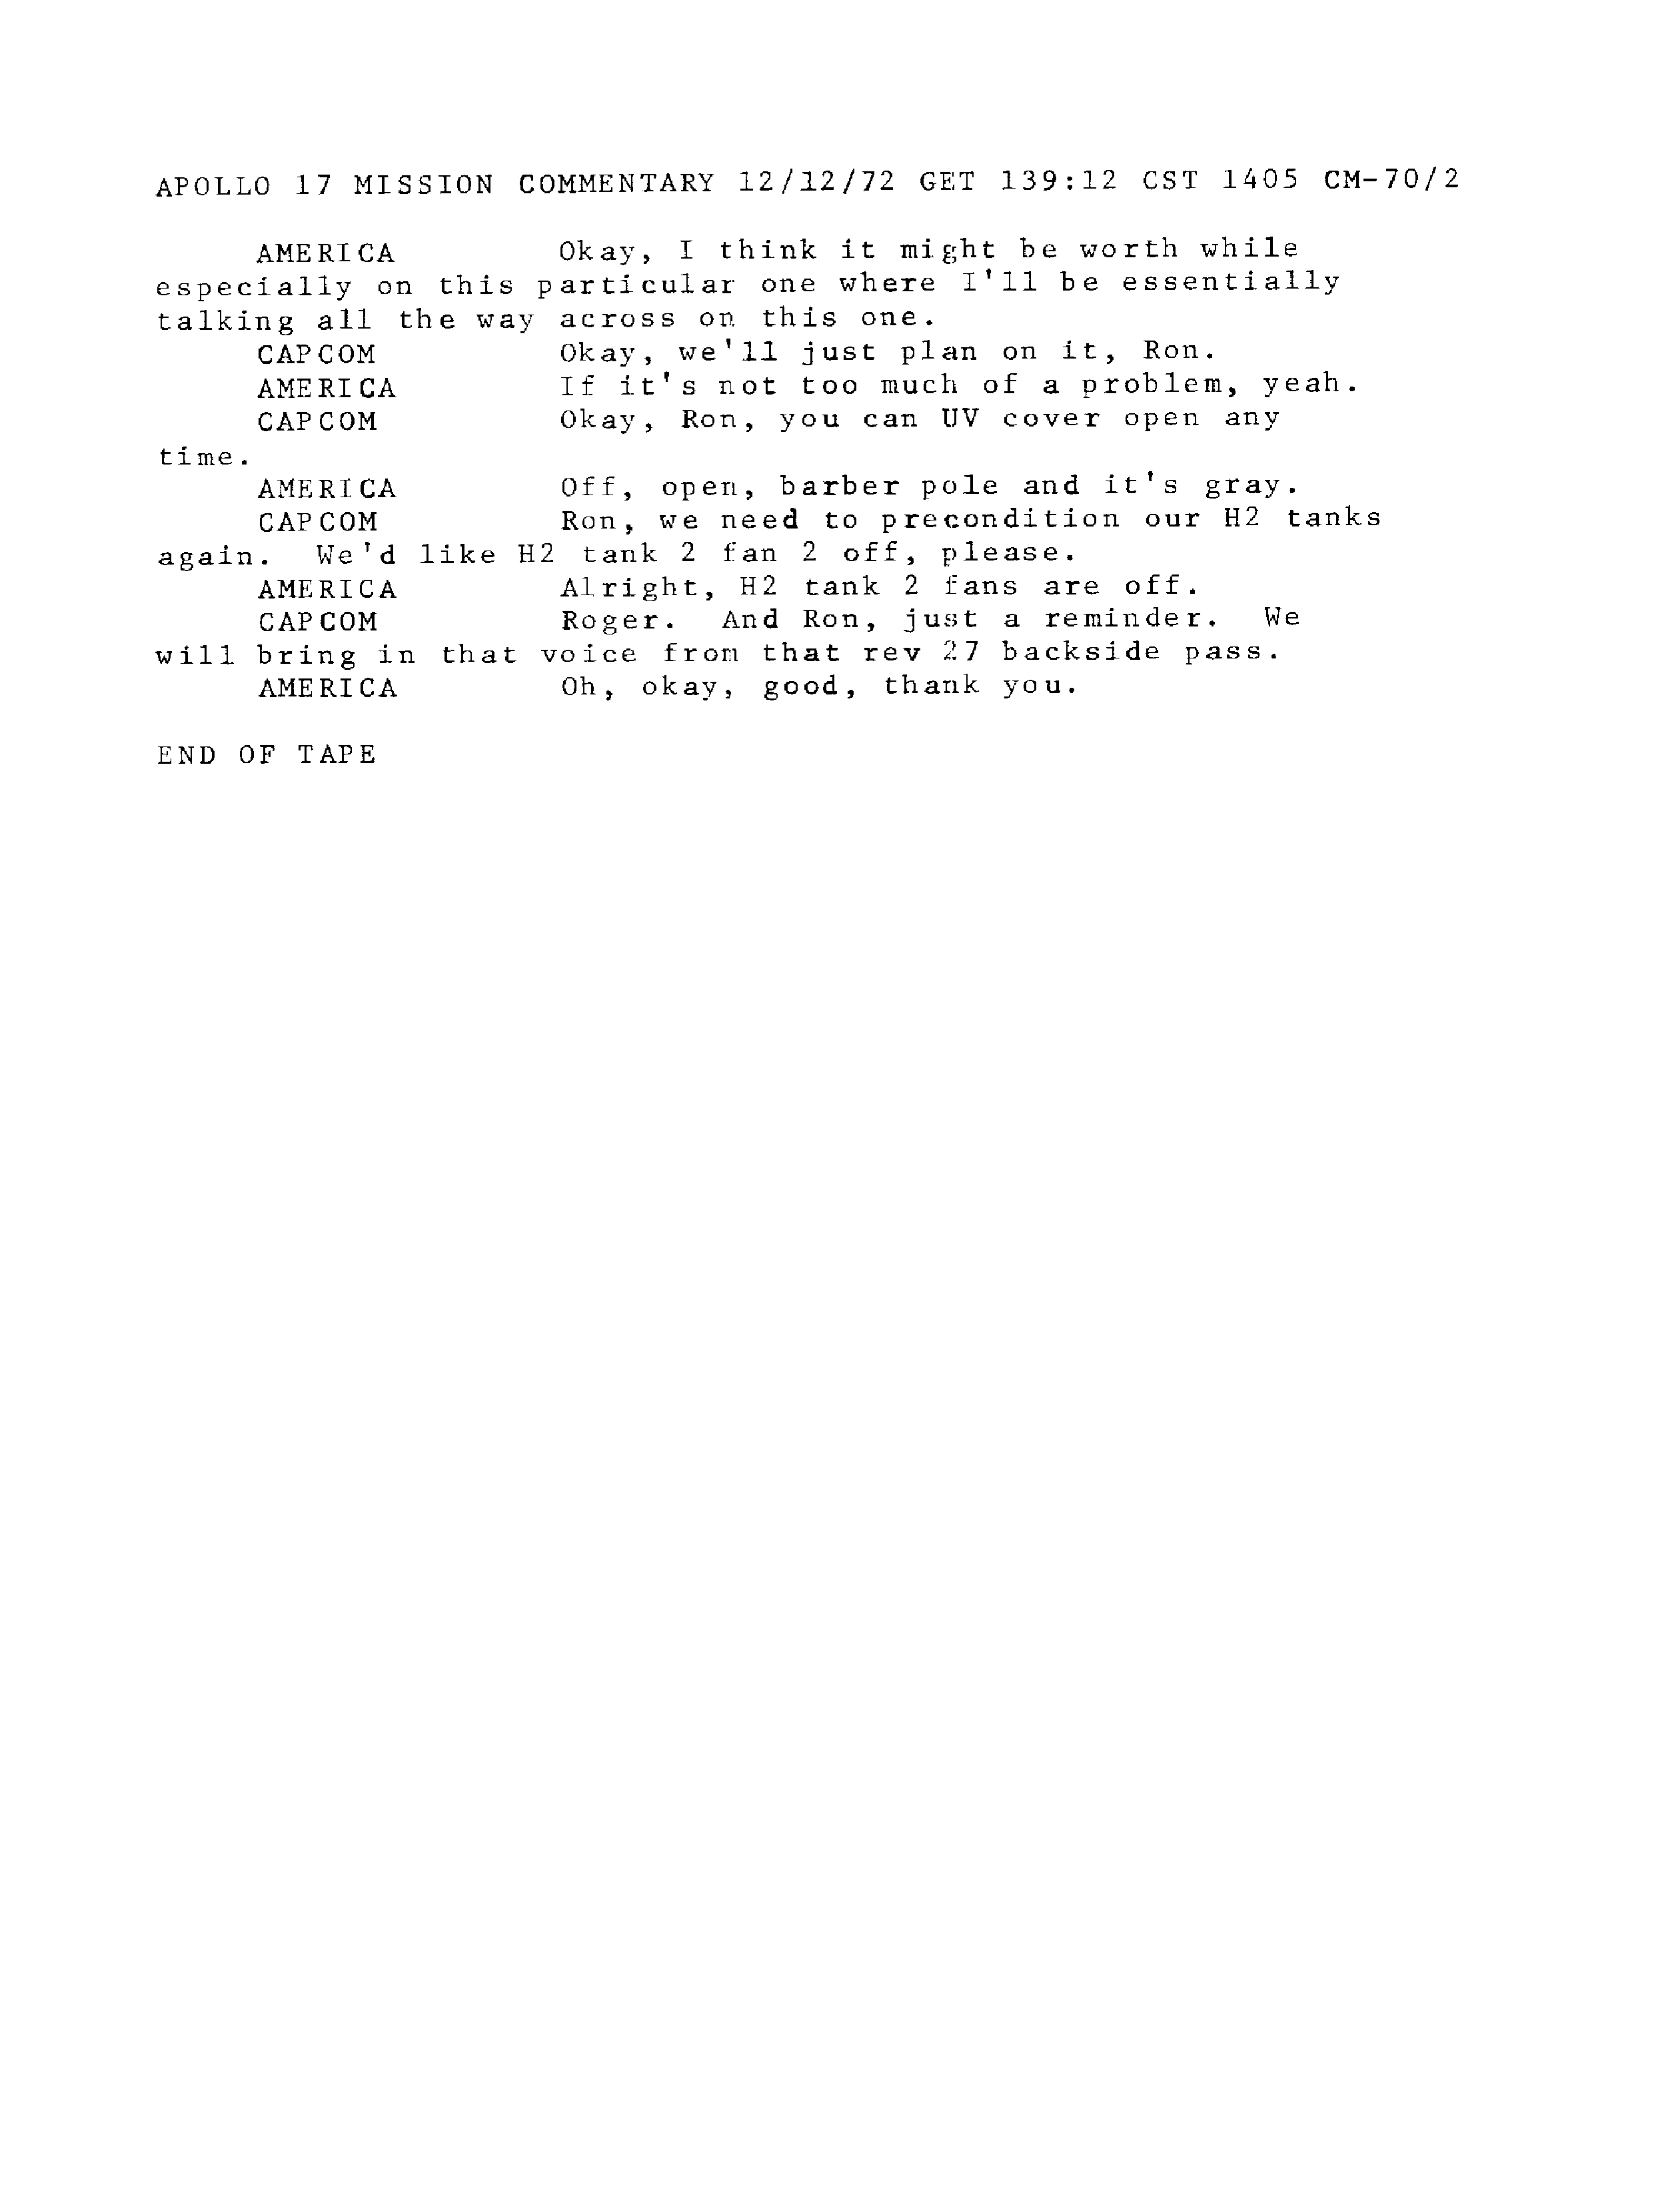 APOLLO 17 MISSION COMMENTARY 12/12/72 GET 139:12 CST 1405 CM-70/2
AMERICA Okay, I think it might be worth while
especially on this particular one where I'll be essentially
talking all the way across on this one.
CAPCOM Okay, we'll just plan on it, Ron.
AMERICA If it's not too much of a problem, yeah.
CAPCOM Okay, Ron, you can UV cover open any
time.
AMERICA Off, open, barber pole and it's gray.
CAPCOM Ron, we need to precondition our H2 tanks
again. We'd like H2 tank 2 fan 2 off, please.
AMERICA Alright, H2 tank 2 fans are off.
CAPCOM Roger. And Ron, just a reminder. We
will bring in that voice from that rev 27 backside pass.
AMERICA Oh, okay, good, thank you.
END OF TAPE